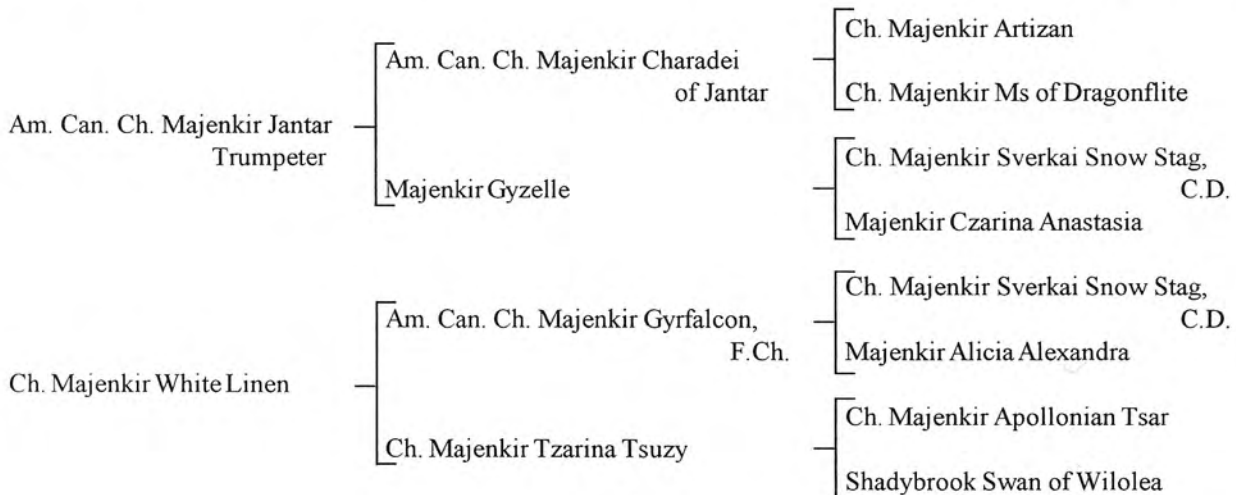 Am. Can. Ch. Majenkir Jantar
Trumpeter
Am. Can. Ch. Majenkir Charadei
of Jantar
Ch. Majenkir Artizan
Ch. Majenkir Ms of Dragonflite
Majenkir Gyzelle
Ch. Majenkir Sverkai Snow Stag,
C.D.
Majenkir Czarina Anastasia
Ch. Majenkir White Linen
Am. Can. Ch. Majenkir Gyrfalcon,
F.Ch.
Ch. Majenkir Sverkai Snow Stag,
C.D.
Majenkir Alicia Alexandra
Ch. Majenkir Tzarina Tsuzy
Ch. Majenkir Apollonian Tsar
Shadybrook Swan of Wilolea